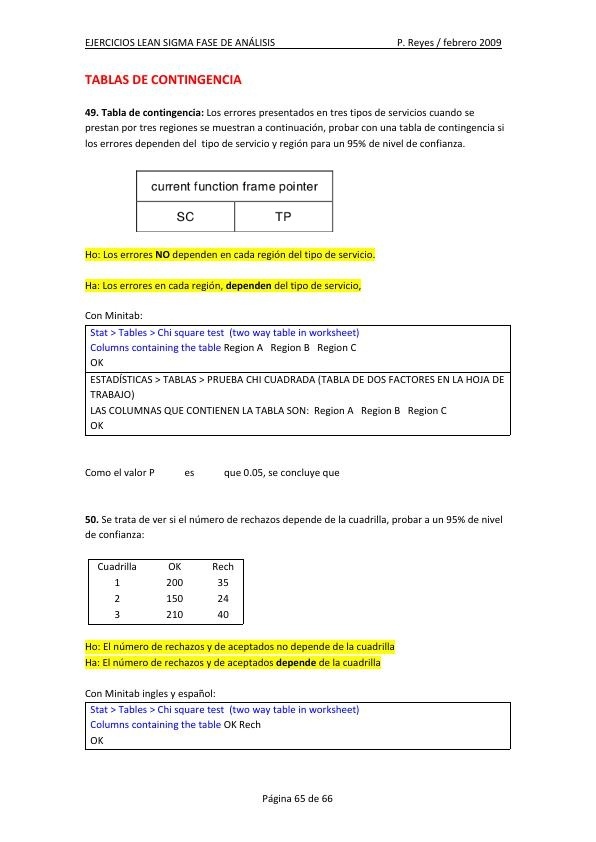 EJERCICIOS LEAN SIGMA FASE DE ANÁLISIS P. Reyes / febrero 2009
TABLAS DE CONTINGENCIA
49. Tabla de contingencia: Los errores presentados en tres tipos de servicios cuando se
prestan por tres regiones se muestran a continuación, probar con una tabla de contingencia si
los errores dependen del tipo de servicio y región para un 95% de nivel de confianza.
current function frame pointer
SC TP
Ho: Los errores NO dependen en cada región del tipo de servicio.
Ha: Los errores en cada región, dependen del tipo de servicio,
Con Minitab:
Stat > Tables > Chi square test (two way table in worksheet)
Columns containing the table Region A Region B Region C
OK
ESTADÍSTICAS > TABLAS > PRUEBA CHI CUADRADA (TABLA DE DOS FACTORES EN LA HOJA DE
TRABAJO)
LAS COLUMNAS QUE CONTIENEN LA TABLA SON: Region A Region B Region C
OK
Como el valor P es que 0.05, se concluye que
50. Se trata de ver si el número de rechazos depende de la cuadrilla, probar a un 95% de nivel
de confianza:
Cuadrilla OK Rech
1 200 35
2 150 24
3 210 40
Ho: El número de rechazos y de aceptados no depende de la cuadrilla
Ha: El número de rechazos y de aceptados depende de la cuadrilla
Con Minitab ingles y español:
Stat > Tables > Chi square test (two way table in worksheet)
Columns containing the table OK Rech
OK
Página 65 de 66